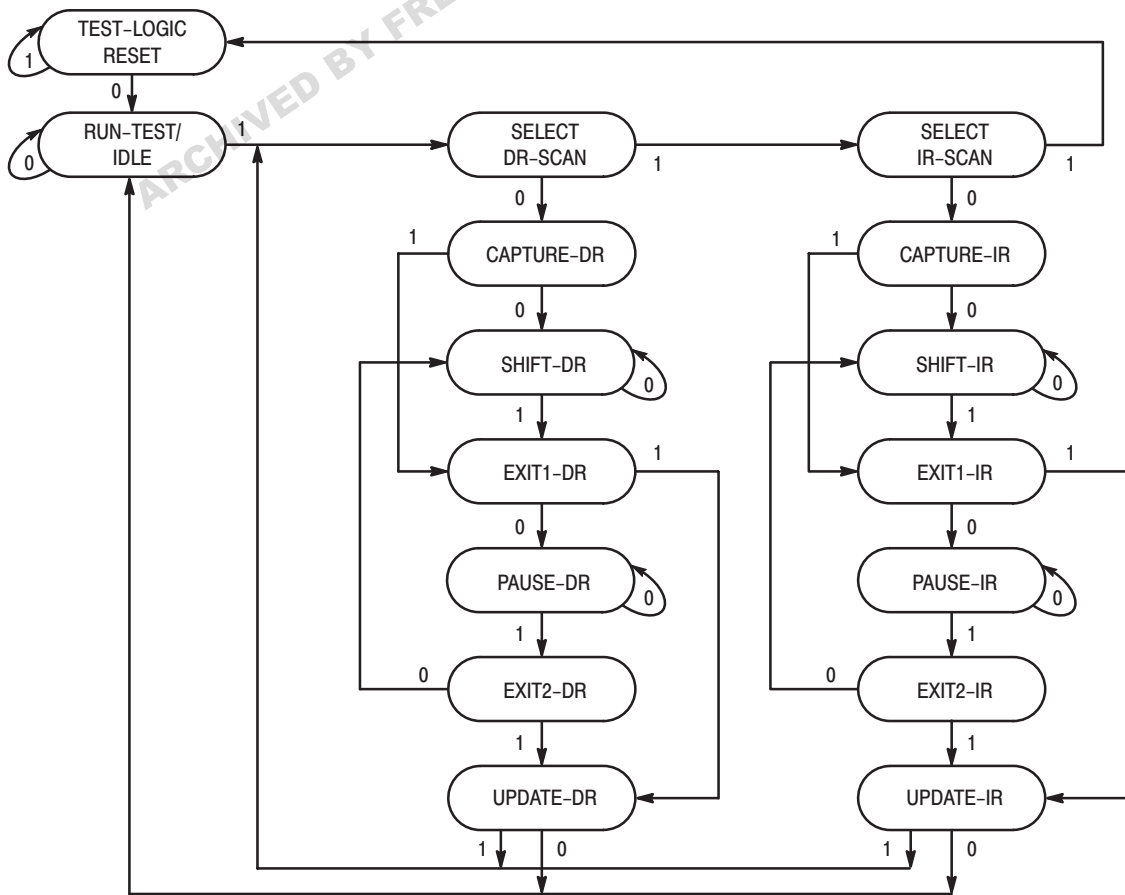 TEST-LOGIC
RESET
1
0
RUN-TEST/
IDLE
0
1
SELECT
DR-SCAN
1
SELECT
IR-SCAN
1
0
0
1
CAPTURE-DR
1
CAPTURE-IR
0
0
SHIFT-DR
0
SHIFT-IR
0
1
1
EXIT1-DR
1
EXIT1-IR
1
0
0
PAUSE-DR
0
PAUSE-IR
0
1
1
0
EXIT2-DR
0
EXIT2-IR
1
1
UPDATE-DR
UPDATE-IR
1
0
1
0
ARCHIVED BY FRE